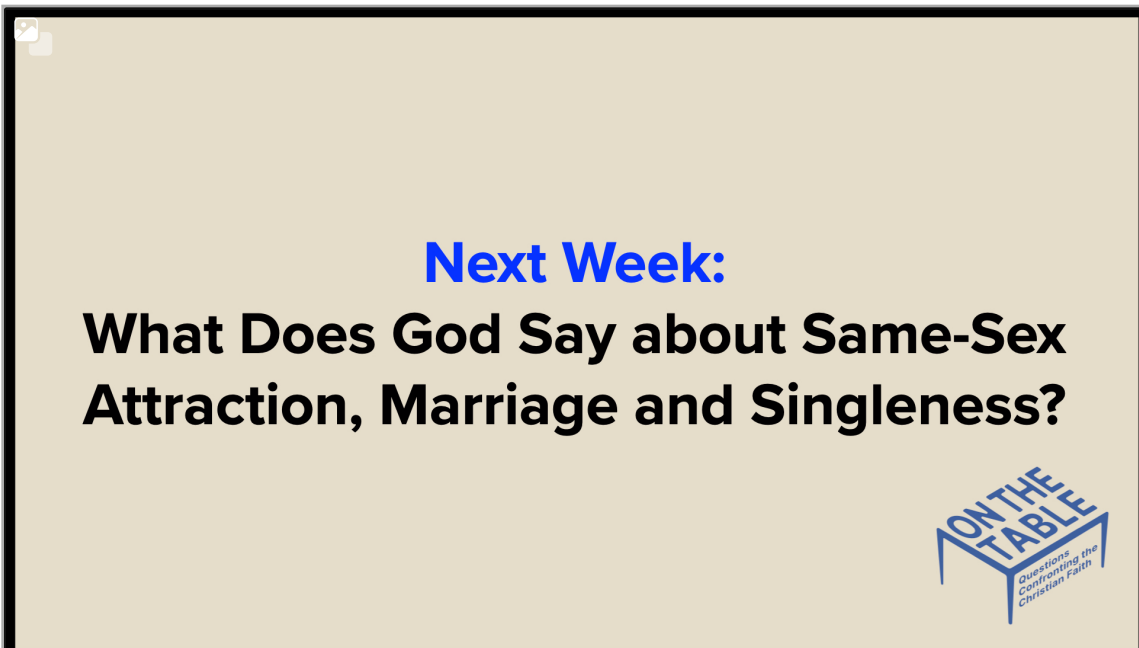 Next Week:
What Does God Say about Same-Sex
Attraction, Marriage and Singleness?
ON THE
TABLE
Questions
Confronting the
Christian Faith